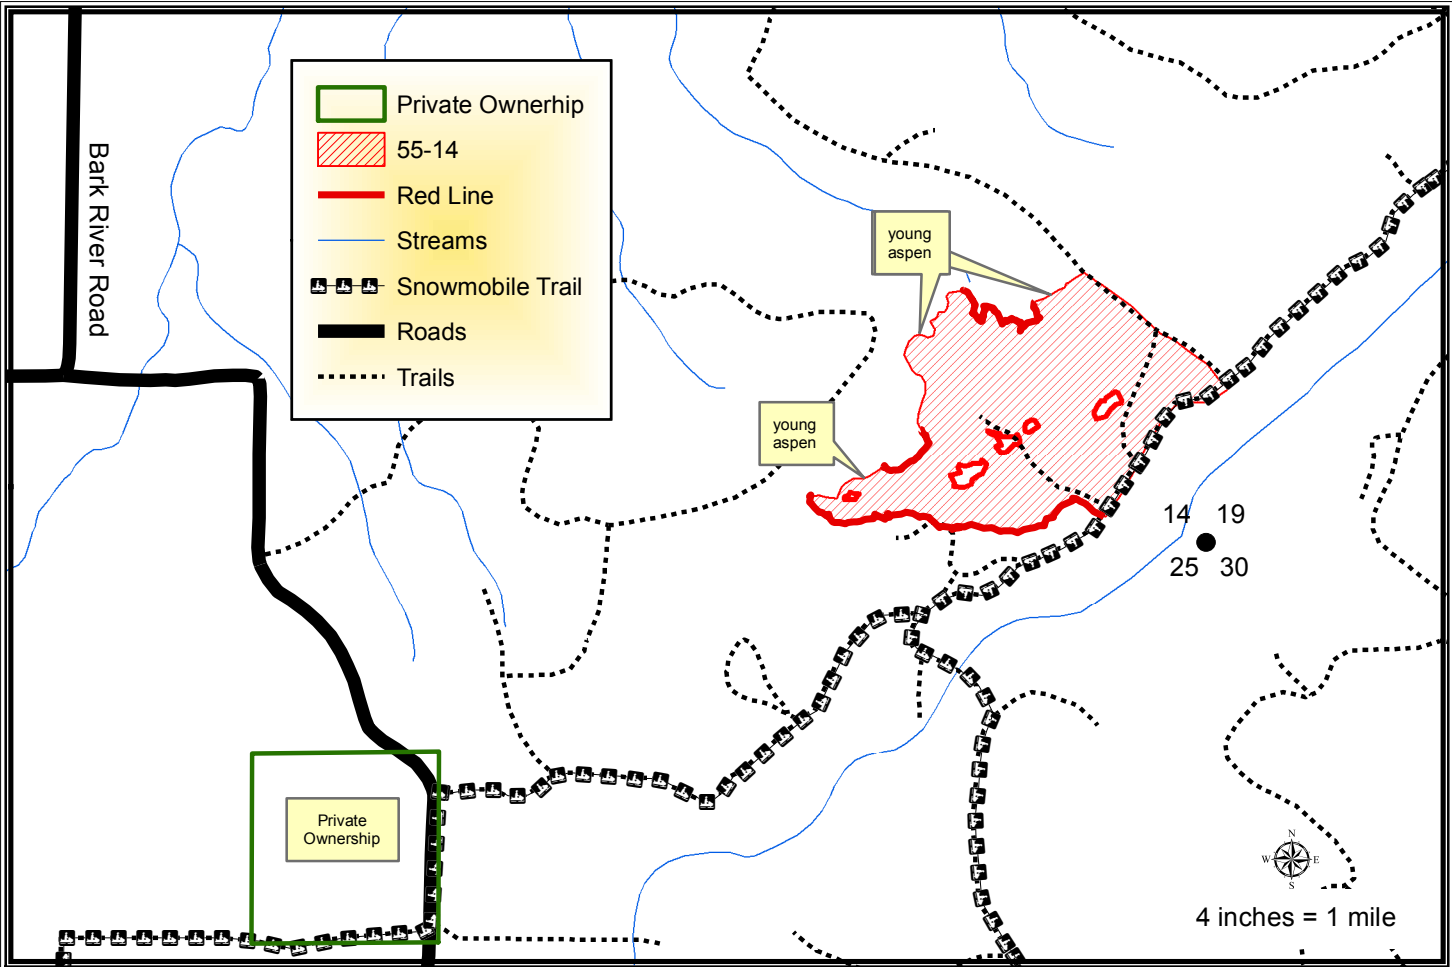 Private Ownerhip
55-14
Red Line
Streams
Snowmobile Trail
Roads
Trails
Bark River Road
young
aspen
young
aspen
14 19
25 30
Private
Ownership
N
W E
S
4 inches = 1 mile